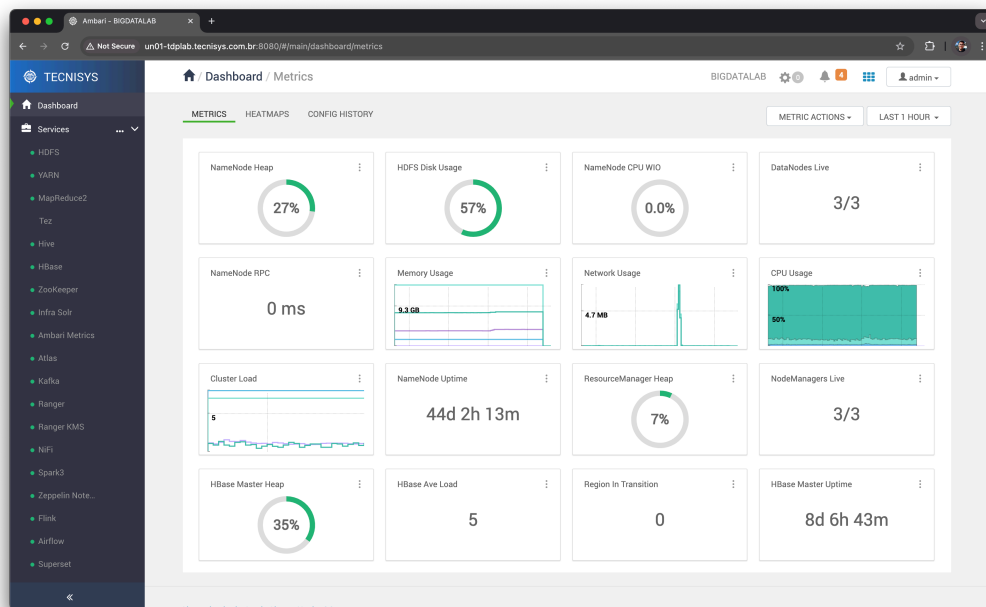 Ambari - BIGDATALAB
Not Secure un01-tdplab.tecnisys.com.br:8080/#/main/dashboard/metrics
TECNISYS
/ Dashboard / Metrics
BIGDATALAB
0
4
admin
Dashboard
Services
HDFS
YARN
MapReduce2
Tez
Hive
HBase
ZooKeeper
Infra Solr
Ambari Metrics
Atlas
Kafka
Ranger
Ranger KMS
NiFi
Spark3
Zeppelin Note...
Flink
Airflow
Superset
METRICS HEATMAPS CONFIG HISTORY
METRIC ACTIONS LAST 1 HOUR
NameNode Heap
27%
HDFS Disk Usage
57%
NameNode CPU WIO
0.0%
DataNodes Live
3/3
NameNode RPC
0 ms
Memory Usage
9.3 GB
Network Usage
4.7 MB
CPU Usage
100%
50%
Cluster Load
5
NameNode Uptime
44d 2h 13m
ResourceManager Heap
7%
NodeManagers Live
3/3
HBase Master Heap
35%
HBase Ave Load
5
Region In Transition
0
HBase Master Uptime
8d 6h 43m